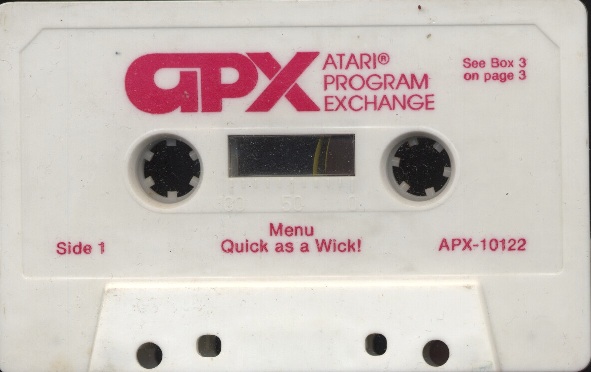 APX
ATARI®
PROGRAM
EXCHANGE
See Box 3
on page 3
Side 1
Menu
Quick as a Wick!
APX-10122